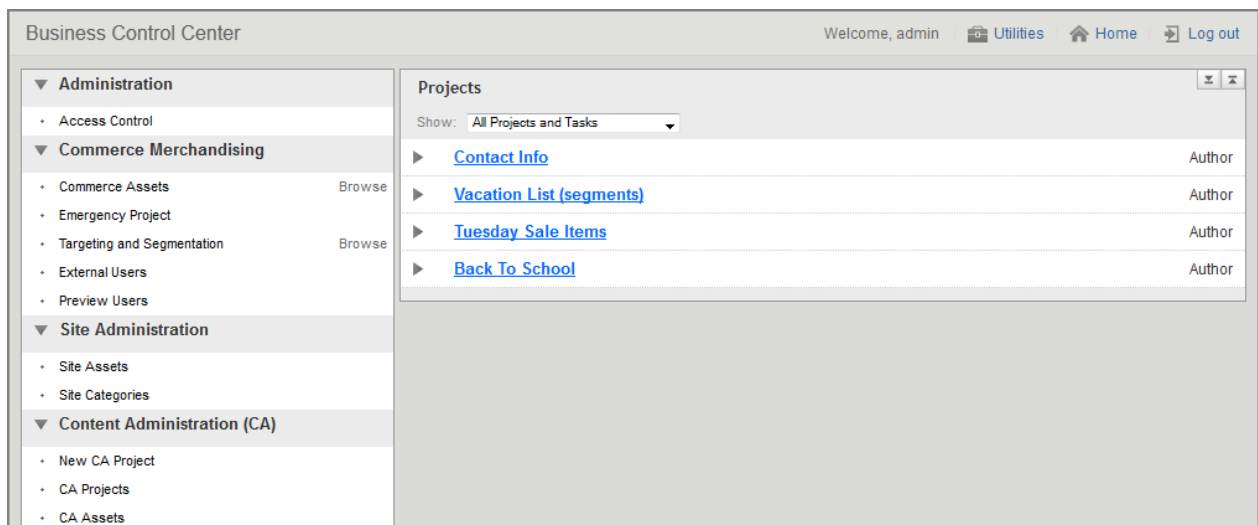 Business Control Center
Welcome, admin Utilities Home Log out
Administration
Access Control
Commerce Merchandising
Commerce Assets Browse
Emergency Project
Targeting and Segmentation Browse
External Users
Preview Users
Site Administration
Site Assets
Site Categories
Content Administration (CA)
New CA Project
CA Projects
CA Assets
Projects
Show: All Projects and Tasks
Contact Info Author
Vacation List (segments) Author
Tuesday Sale Items Author
Back To School Author